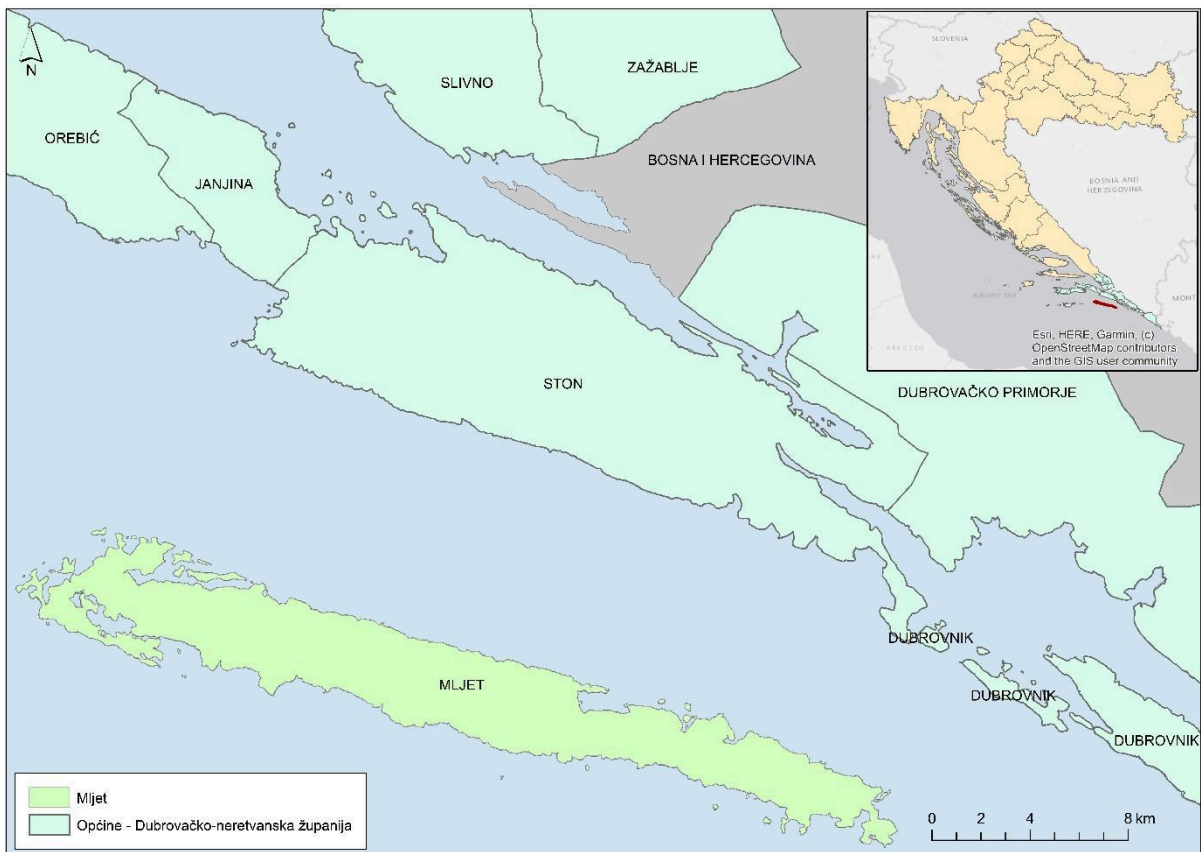 N
OREBIĆ
JANJINA
SLIVNO
ZAŽABLJE
BOSNA I HERCEGOVINA
STON
DUBROVAČKO PRIMORJE
MLJET
DUBROVNIK
DUBROVNIK
DUBROVNIK
SLOVENIA
BOSNIA AND
HERZEGOVINA
Adriatic Sea
MONT
ABRUZZO
Esri, HERE, Garmin, (c)
OpenStreetMap contributors
and the GIS user community
Mljet
Općine - Dubrovačko-neretvanska županija
0 2 4 8 km